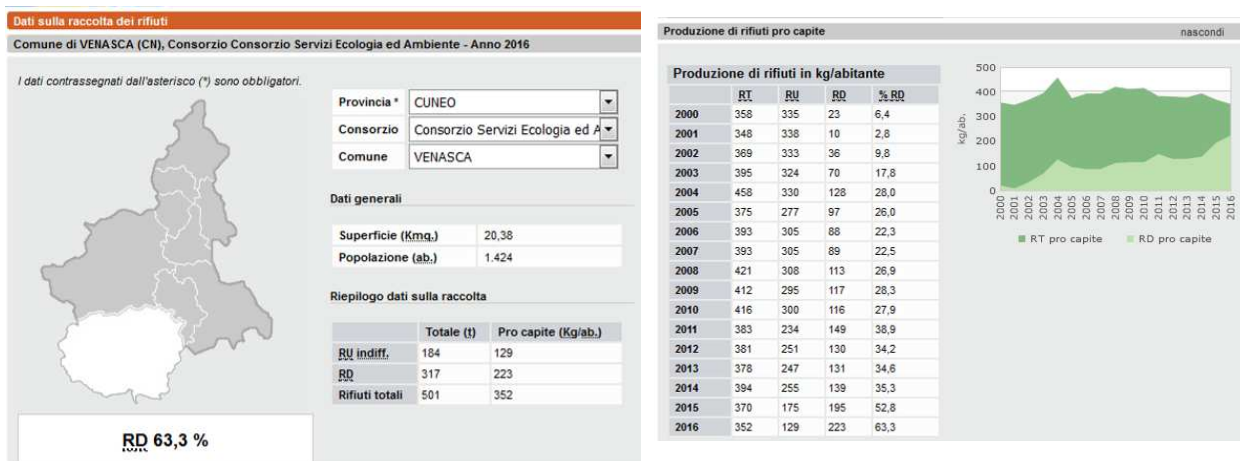 Dati sulla raccolta dei rifiuti
Comune di VENASCA (CN), Consorzio Consorzio Servizi Ecologia ed Ambiente - Anno 2016
I dati contrassegnati dall'asterisco (*) sono obbligatori.
Provincia * CUNEO
Consorzio Consorzio Servizi Ecologia ed A
Comune VENASCA
Dati generali
Superficie (Kmq.) 20,38
Popolazione (ab.) 1.424
Riepilogo dati sulla raccolta
Totale (t) Pro capite (Kg/ab.)
RU indiff. 184 129
RD 317 223
Rifiuti totali 501 352
RD 63,3 %
Produzione di rifiuti pro capite nascondi
Produzione di rifiuti in kg/abitante
RT RU RD % RD
2000 358 335 23 6,4
2001 348 338 10 2,8
2002 369 333 36 9,8
2003 395 324 70 17,8
2004 458 330 128 28,0
2005 375 277 97 26,0
2006 393 305 88 22,3
2007 393 305 89 22,5
2008 421 308 113 26,9
2009 412 295 117 28,3
2010 416 300 116 27,9
2011 383 234 149 38,9
2012 381 251 130 34,2
2013 378 247 131 34,6
2014 394 255 139 35,3
2015 370 175 195 52,8
2016 352 129 223 63,3
kg/ab.
500
400
300
200
100
0
2000 2001 2002 2003 2004 2005 2006 2007 2008 2009 2010 2011 2012 2013 2014 2015 2016
RT pro capite RD pro capite